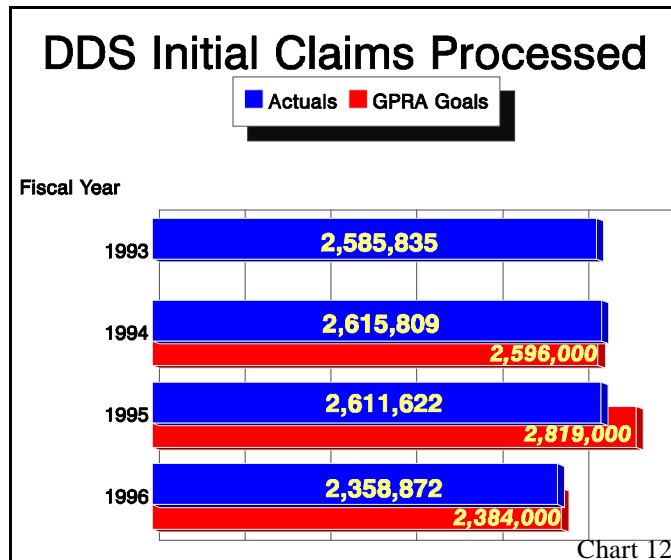 DDS Initial Claims Processed
Actuals GPRA Goals
Fiscal Year
1993 2,585,835
1994 2,615,809
2,596,000
1995 2,611,622
2,819,000
1996 2,358,872
2,384,000
Chart 12